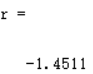 r =
-1.4511